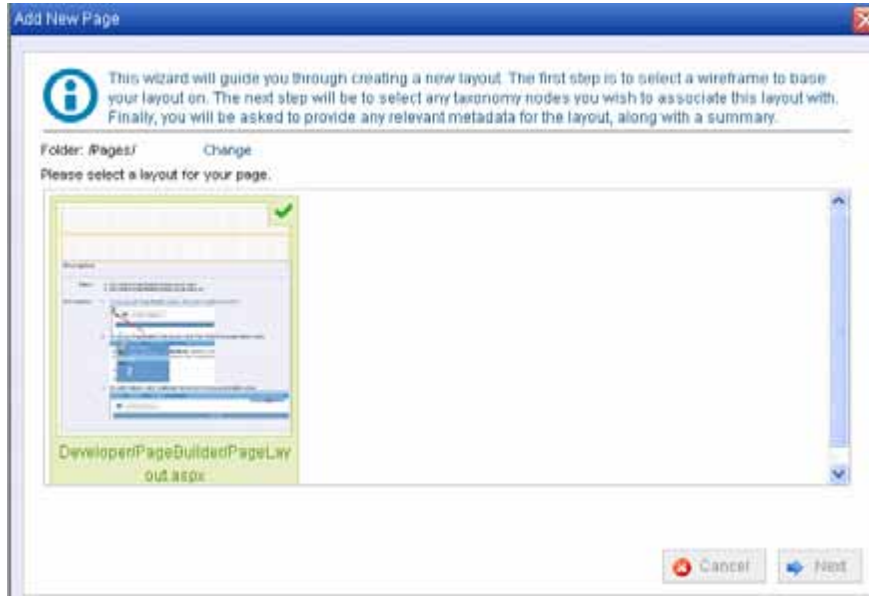 Add New Page
This wizard will guide you through creating a new layout. The first step is to select a wireframe to base
your layout on. The next step will be to select any taxonomy nodes you wish to associate this layout with.
Finally, you will be asked to provide any relevant metadata for the layout, along with a summary.
Folder: /Pages/ Change
Please select a layout for your page.
Developer/PageBuilder/PageLay
out.aspx
Cancel Next